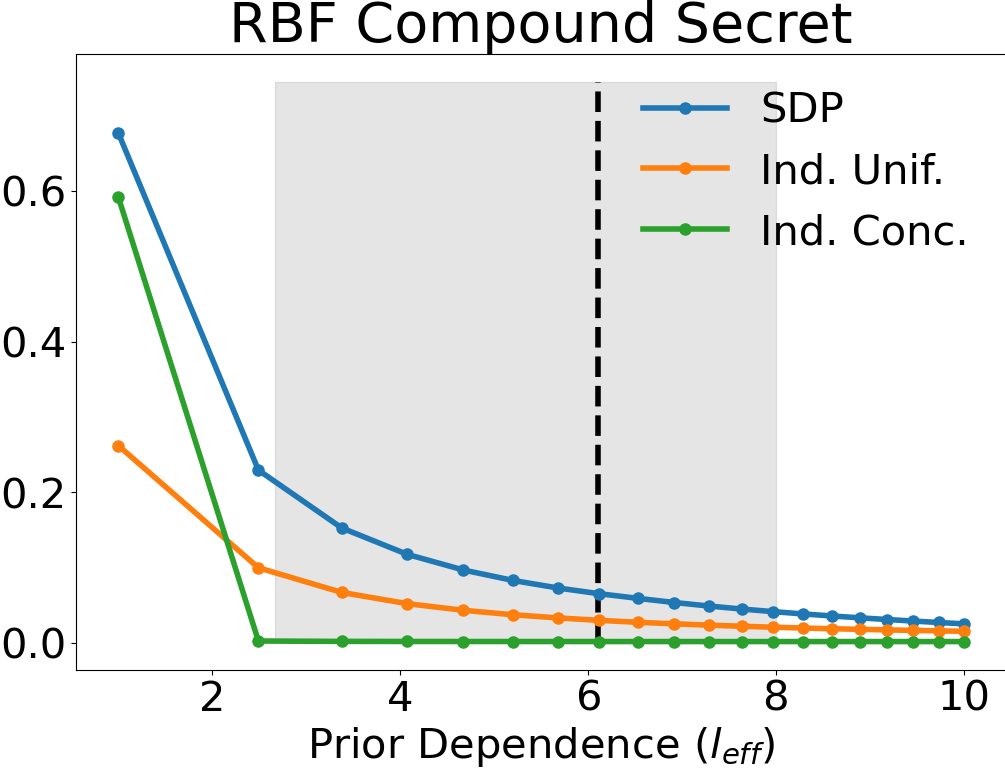 RBF Compound Secret
SDP
Ind. Unif.
Ind. Conc.
0.6
0.4
0.2
0.0
2 4 6 8 10
Prior Dependence (l_eff)